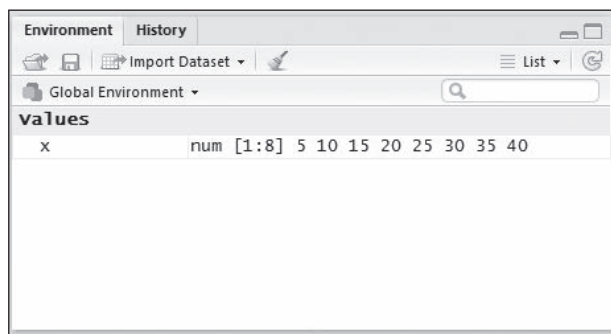 Environment History
Import Dataset List
Global Environment
Values
x num [1:8] 5 10 15 20 25 30 35 40